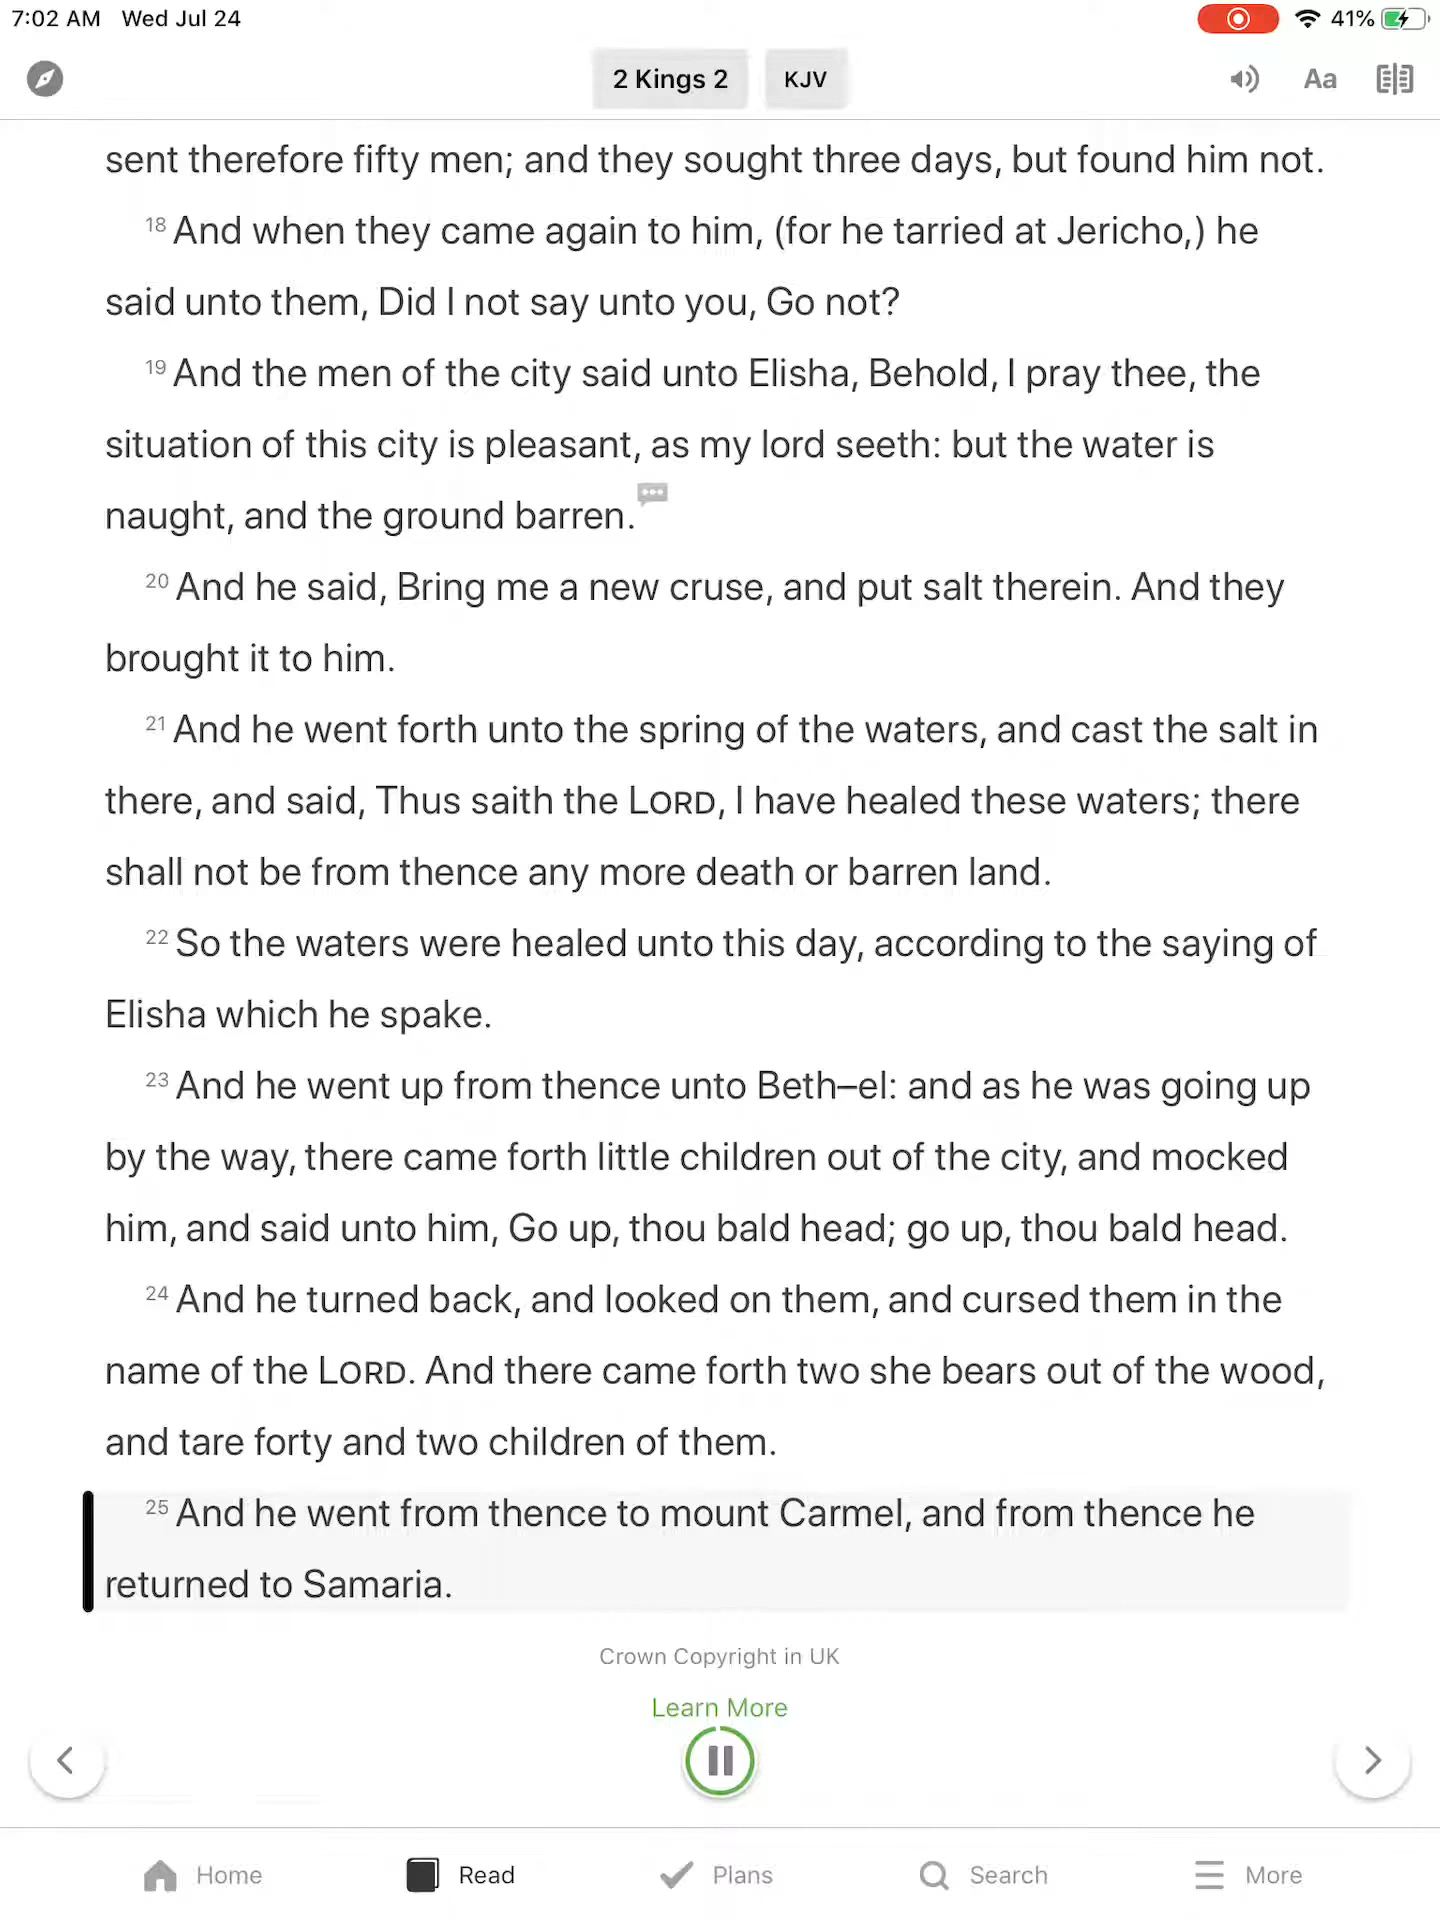 7:02 AM Wed Jul 24 41%
2 Kings 2 KJV Aa
sent therefore fifty men; and they sought three days, but found him not.
18 And when they came again to him, (for he tarried at Jericho,) he
said unto them, Did I not say unto you, Go not?
19 And the men of the city said unto Elisha, Behold, I pray thee, the
situation of this city is pleasant, as my lord seeth: but the water is
naught, and the ground barren.
20 And he said, Bring me a new cruse, and put salt therein. And they
brought it to him.
21 And he went forth unto the spring of the waters, and cast the salt in
there, and said, Thus saith the LORD, I have healed these waters; there
shall not be from thence any more death or barren land.
22 So the waters were healed unto this day, according to the saying of
Elisha which he spake.
23 And he went up from thence unto Beth–el: and as he was going up
by the way, there came forth little children out of the city, and mocked
him, and said unto him, Go up, thou bald head; go up, thou bald head.
24 And he turned back, and looked on them, and cursed them in the
name of the LORD. And there came forth two she bears out of the wood,
and tare forty and two children of them.
25 And he went from thence to mount Carmel, and from thence he
returned to Samaria.
Crown Copyright in UK
Learn More
Home Read Plans Search More